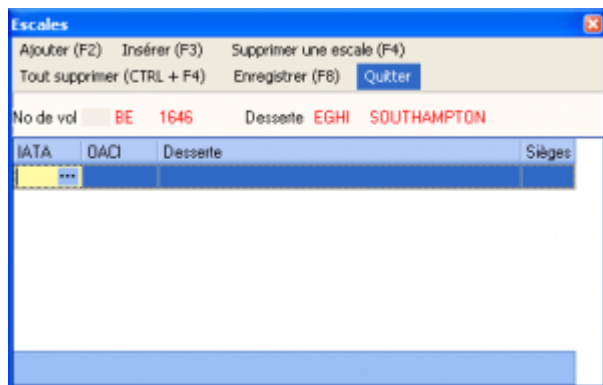 Escales
Ajouter (F2) Insérer (F3) Supprimer une escale (F4)
Tout supprimer (CTRL + F4) Enregistrer (F8) Quitter
No de vol BE 1646 Desserte EGHI SOUTHAMPTON
IATA OACI Desserte Sièges
...